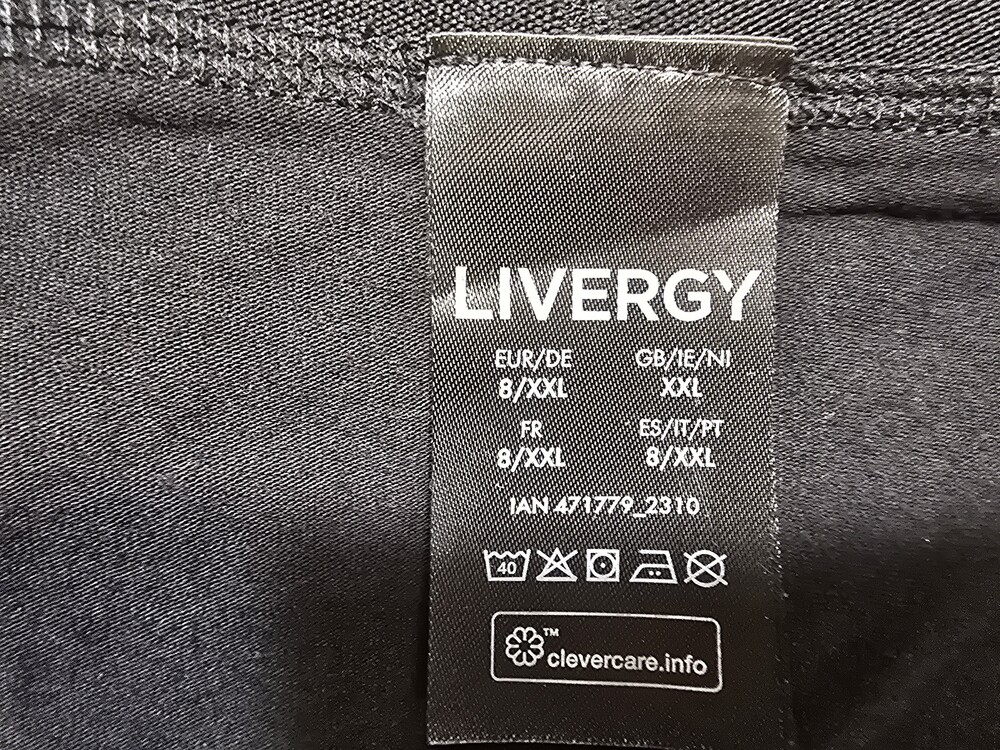 LIVERGY
EUR/DE GB/IE/NI
8/XXL XXL
FR ES/IT/PT
8/XXL 8/XXL
IAN 471779_2310
40
™
clevercare.info